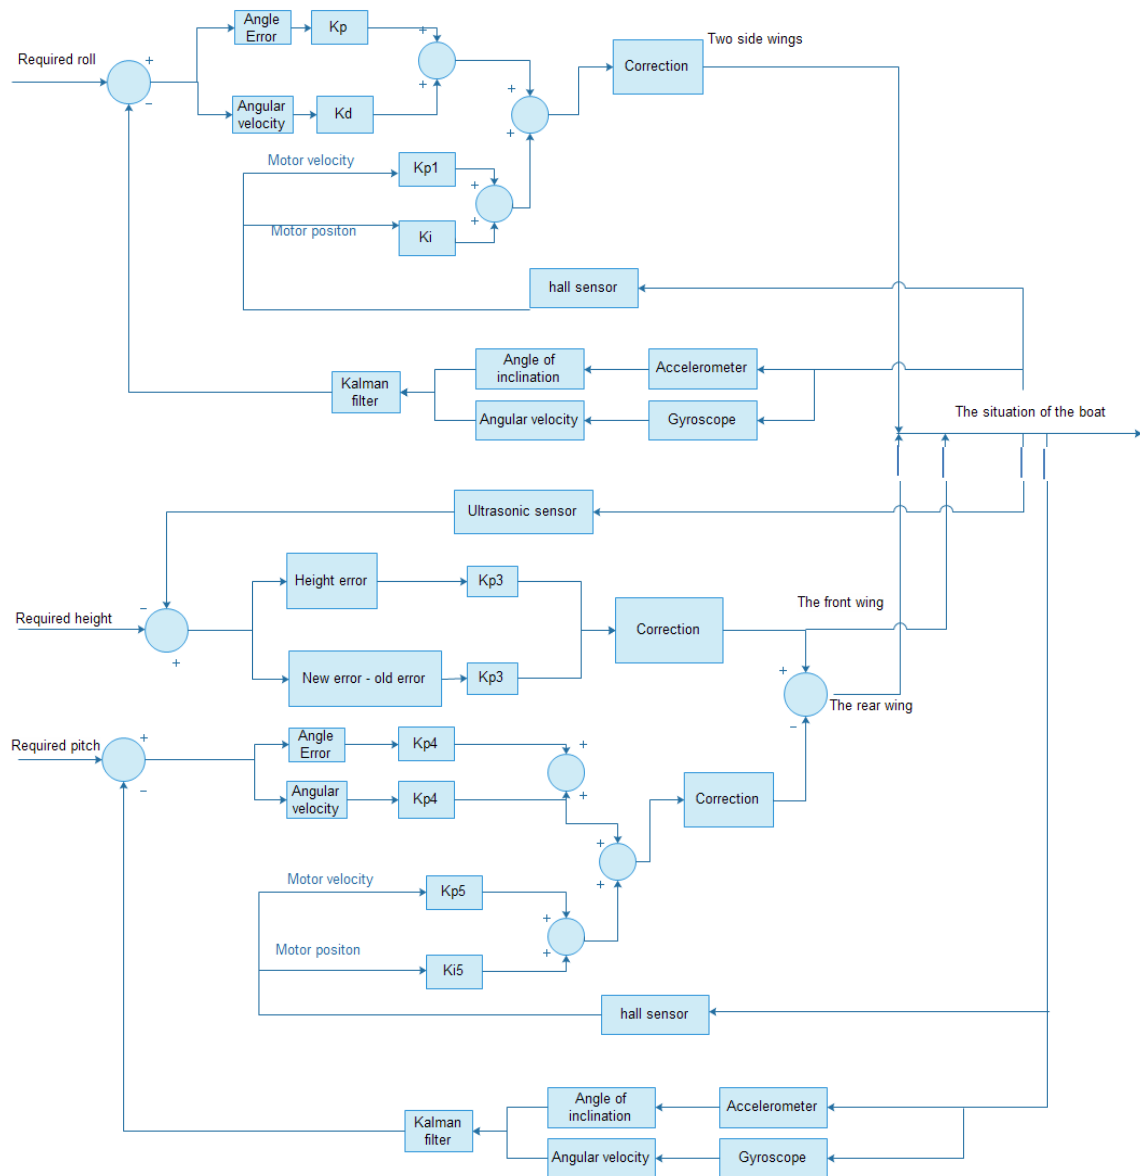 Two side wings
Angle
Error
Kp
Required roll
Correction
Angular
velocity
Kd
Motor velocity
Kp1
Motor positon
Ki
hall sensor
Angle of
inclination
Accelerometer
Kalman
filter
Angular velocity
Gyroscope
The situation of the boat
Ultrasonic sensor
Height error
Kp3
Required height
The front wing
Correction
New error - old error
Kp3
The rear wing
Required pitch
Angle
Error
Kp4
Angular
velocity
Kp4
Correction
Motor velocity
Kp5
Motor positon
Ki5
hall sensor
Angle of
inclination
Accelerometer
Kalman
filter
Angular velocity
Gyroscope